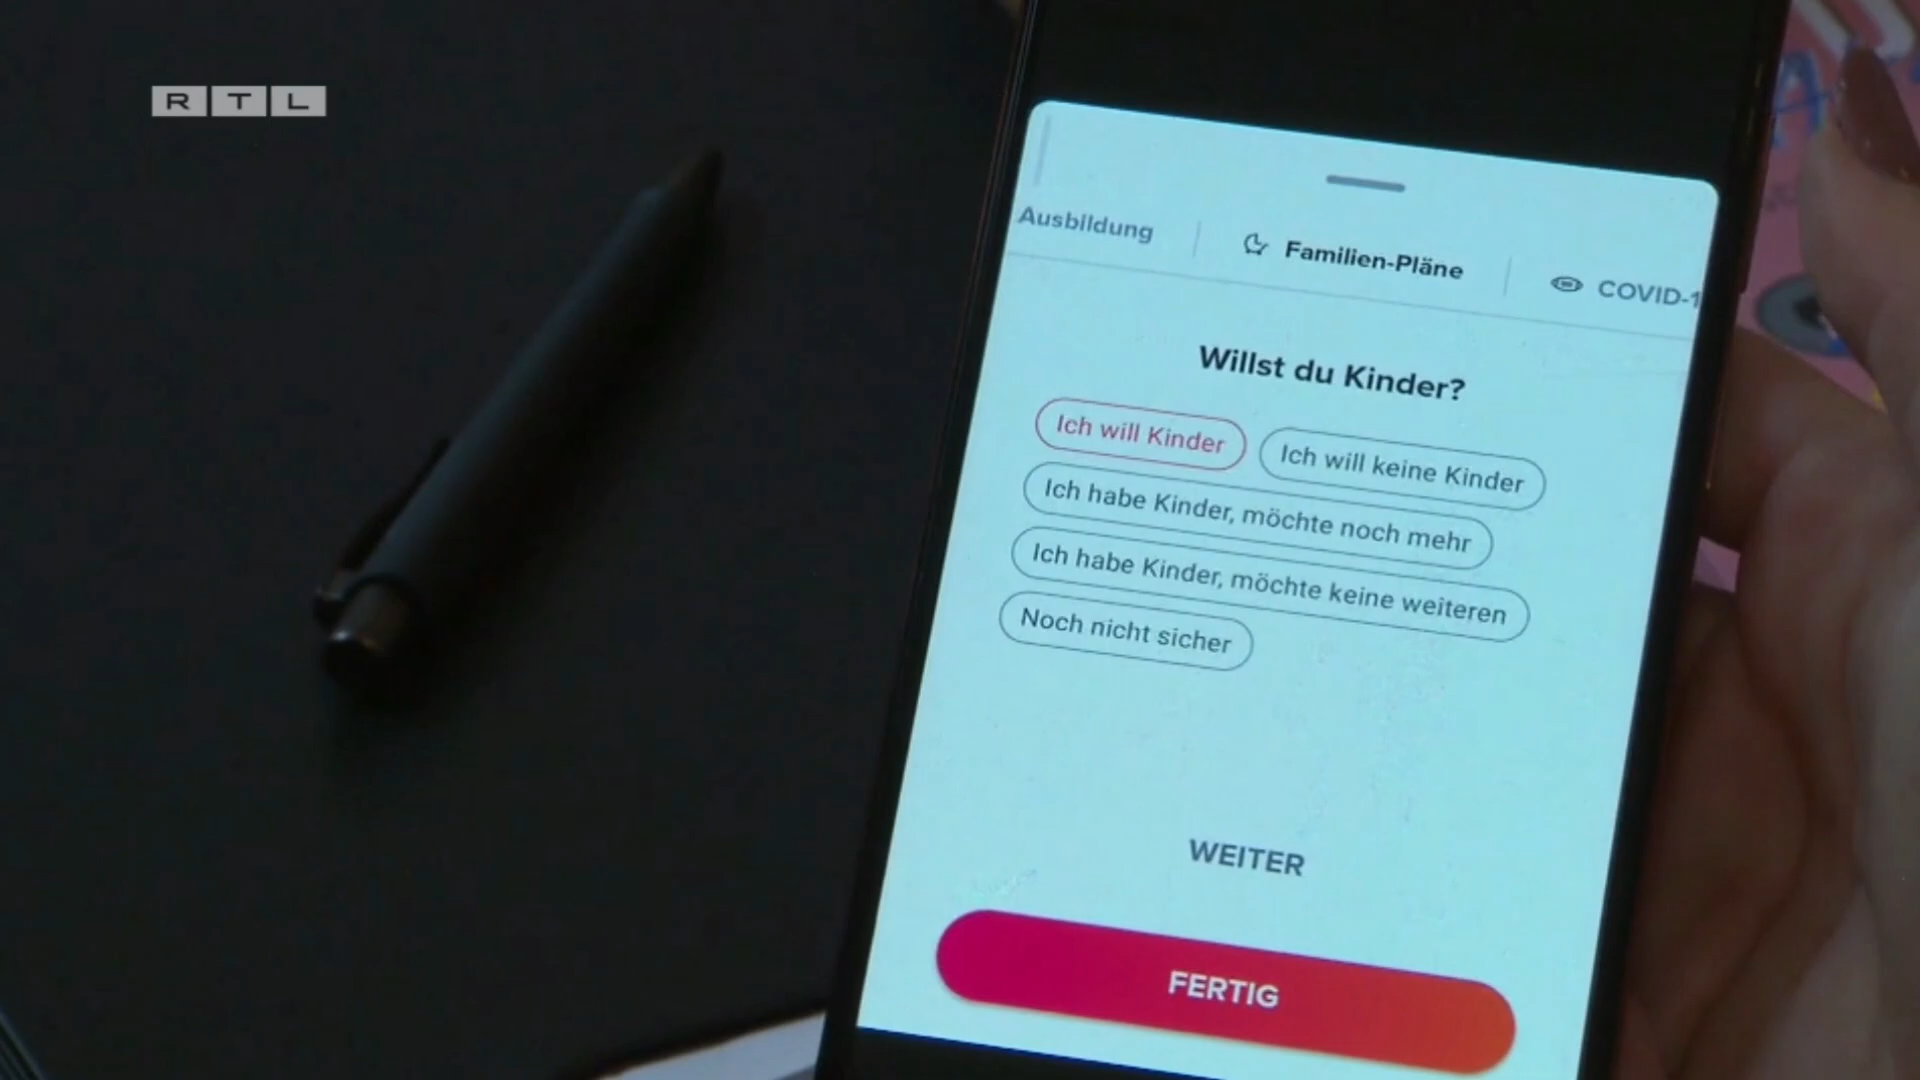 RTL
Ausbildung
Familien-Pläne
COVID-1
Willst du Kinder?
Ich will Kinder
Ich will keine Kinder
Ich habe Kinder, möchte noch mehr
Ich habe Kinder, möchte keine weiteren
Noch nicht sicher
WEITER
FERTIG